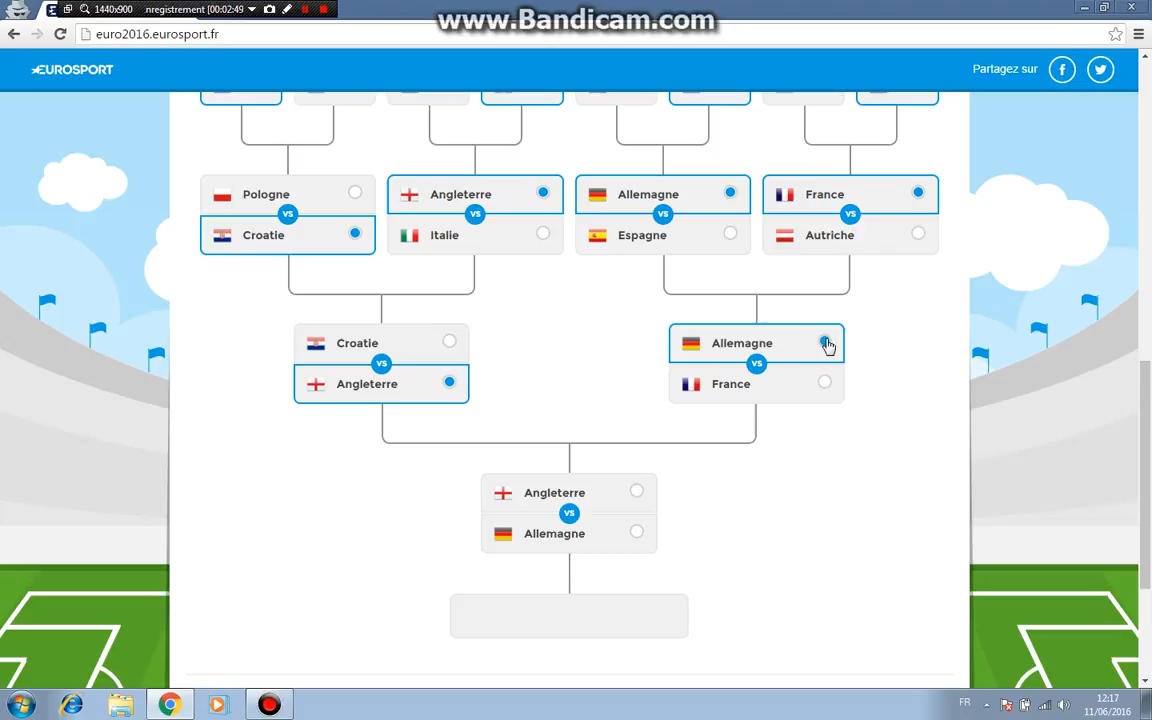 1440x900 .nregistrement [00:02:49]
www.Bandicam.com
euro2016.eurosport.fr
EUROSPORT
Partagez sur
Pologne
VS
Croatie
Angleterre
VS
Italie
Allemagne
VS
Espagne
France
VS
Autriche
Croatie
VS
Angleterre
Allemagne
VS
France
Angleterre
VS
Allemagne
FR
12:17
11/06/2016